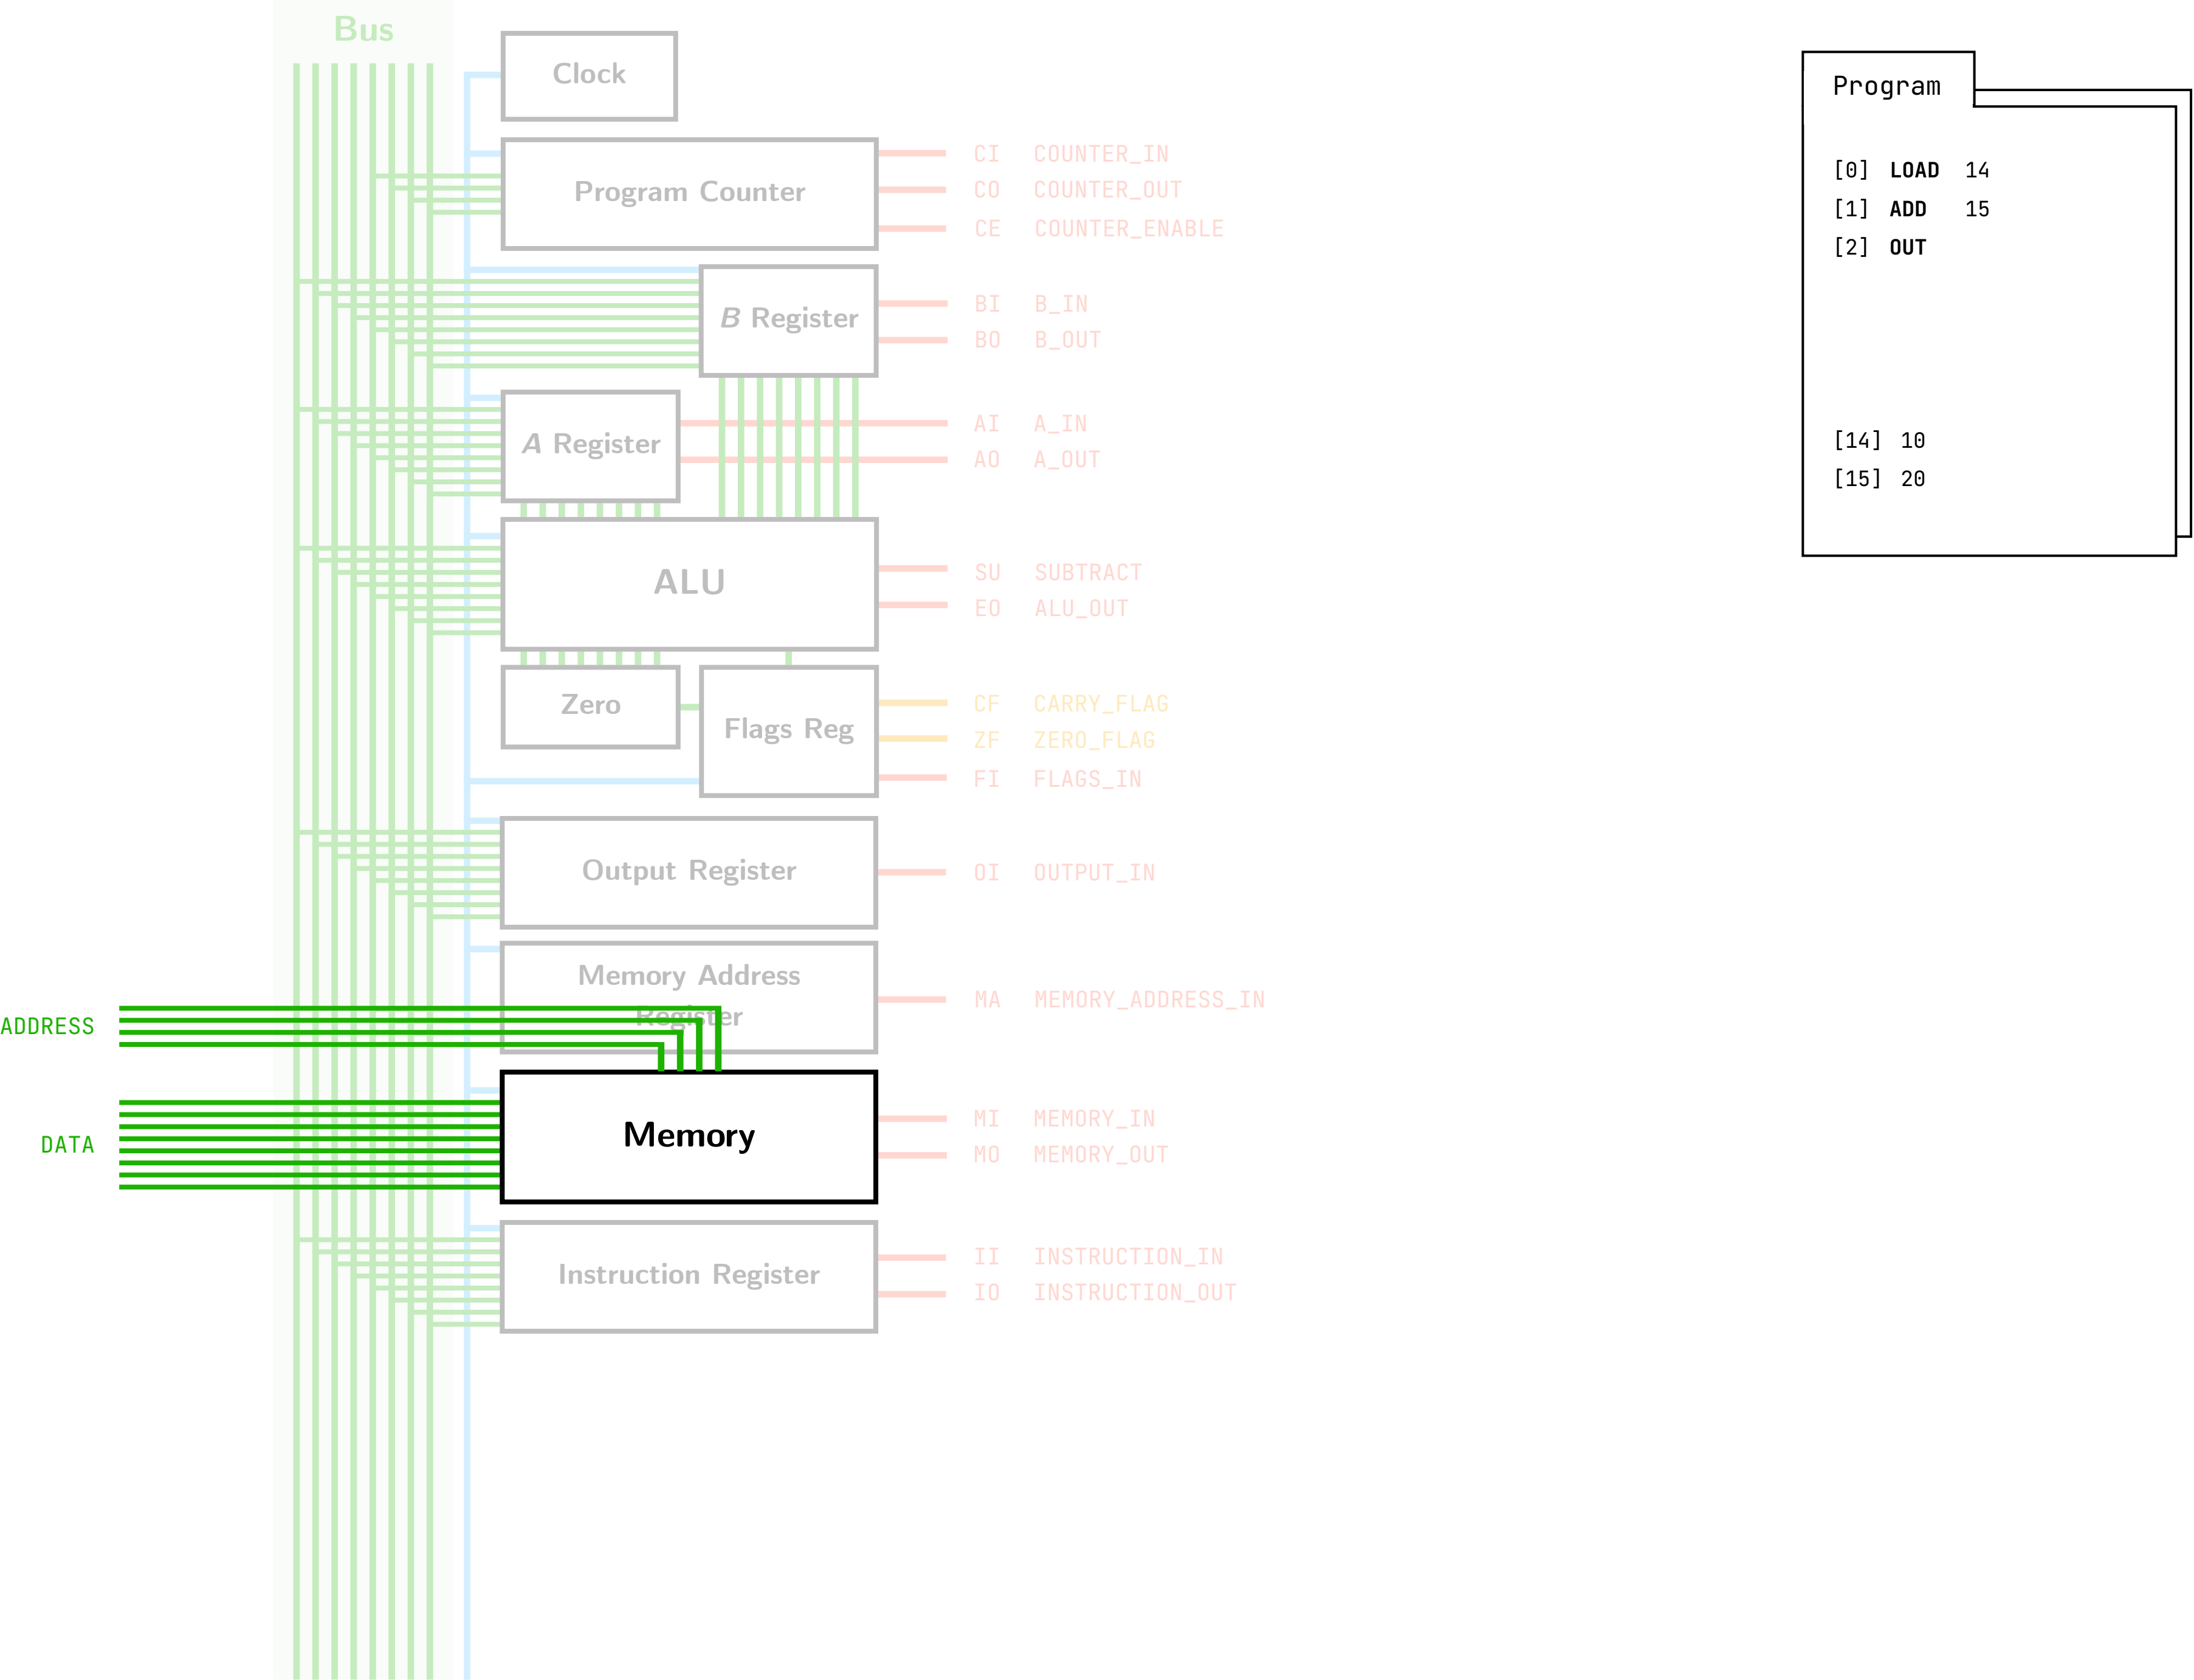 Bus
Clock
Program Counter
CI COUNTER_IN
CO COUNTER_OUT
CE COUNTER_ENABLE
B Register
BI B_IN
BO B_OUT
A Register
AI A_IN
AO A_OUT
ALU
SU SUBTRACT
EO ALU_OUT
Zero
Flags Reg
CF CARRY_FLAG
ZF ZERO_FLAG
FI FLAGS_IN
Output Register
OI OUTPUT_IN
Memory Address
Register
MA MEMORY_ADDRESS_IN
ADDRESS
Memory
MI MEMORY_IN
MO MEMORY_OUT
DATA
Instruction Register
II INSTRUCTION_IN
IO INSTRUCTION_OUT
Program
[0] LOAD 14
[1] ADD 15
[2] OUT
[14] 10
[15] 20